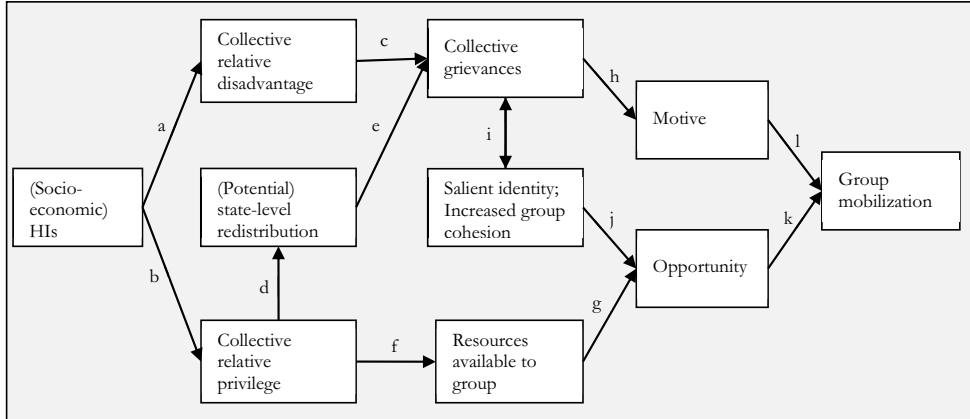 Collective
relative
disadvantage
c
Collective
grievances
h
a
e
i
Motive
l
(Socio-
economic)
HIs
(Potential)
state-level
redistribution
Salient identity;
Increased group
cohesion
Group
mobilization
j
k
b
d
Opportunity
g
Collective
relative
privilege
f
Resources
available to
group